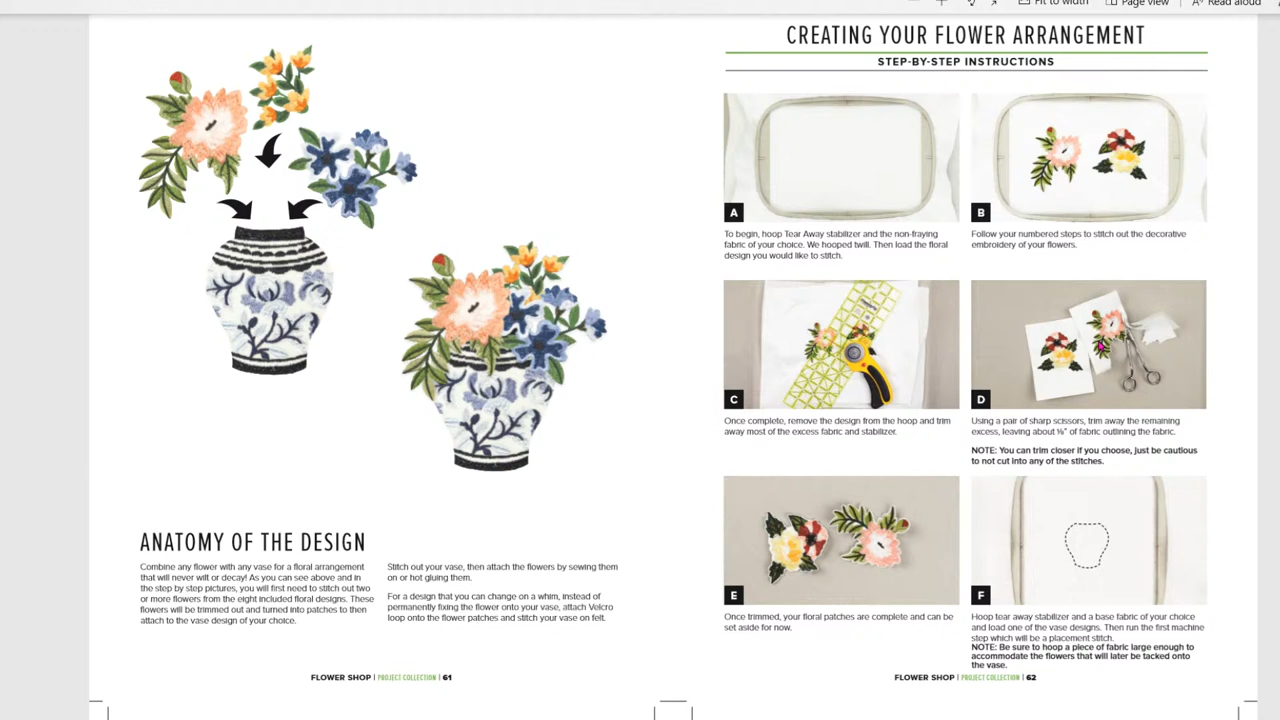 Fit to width
Page view
Read aloud
ANATOMY OF THE DESIGN
Combine any flower with any vase for a floral arrangement
that will never wilt or decay! As you can see above and in
the step by step pictures, you will first need to stitch out two
or more flowers from the eight included floral designs. These
flowers will be trimmed out and turned into patches to then
attach to the vase design of your choice.
Stitch out your vase, then attach the flowers by sewing them
on or hot gluing them.
For a design that you can change on a whim, instead of
permanently fixing the flower onto your vase, attach Velcro
loop onto the flower patches and stitch your vase on felt.
FLOWER SHOP | PROJECT COLLECTION | 61
CREATING YOUR FLOWER ARRANGEMENT
STEP-BY-STEP INSTRUCTIONS
A
To begin, hoop Tear Away stabilizer and the non-fraying
fabric of your choice. We hooped twill. Then load the floral
design you would like to stitch.
B
Follow your numbered steps to stitch out the decorative
embroidery of your flowers.
C
Once complete, remove the design from the hoop and trim
away most of the excess fabric and stabilizer.
D
Using a pair of sharp scissors, trim away the remaining
excess, leaving about ⅛" of fabric outlining the fabric.
NOTE: You can trim closer if you choose, just be cautious
to not cut into any of the stitches.
E
Once trimmed, your floral patches are complete and can be
set aside for now.
F
Hoop tear away stabilizer and a base fabric of your choice
and load one of the vase designs. Then run the first machine
step which will be a placement stitch.
NOTE: Be sure to hoop a piece of fabric large enough to
accommodate the flowers that will later be tacked onto
the vase.
FLOWER SHOP | PROJECT COLLECTION | 62